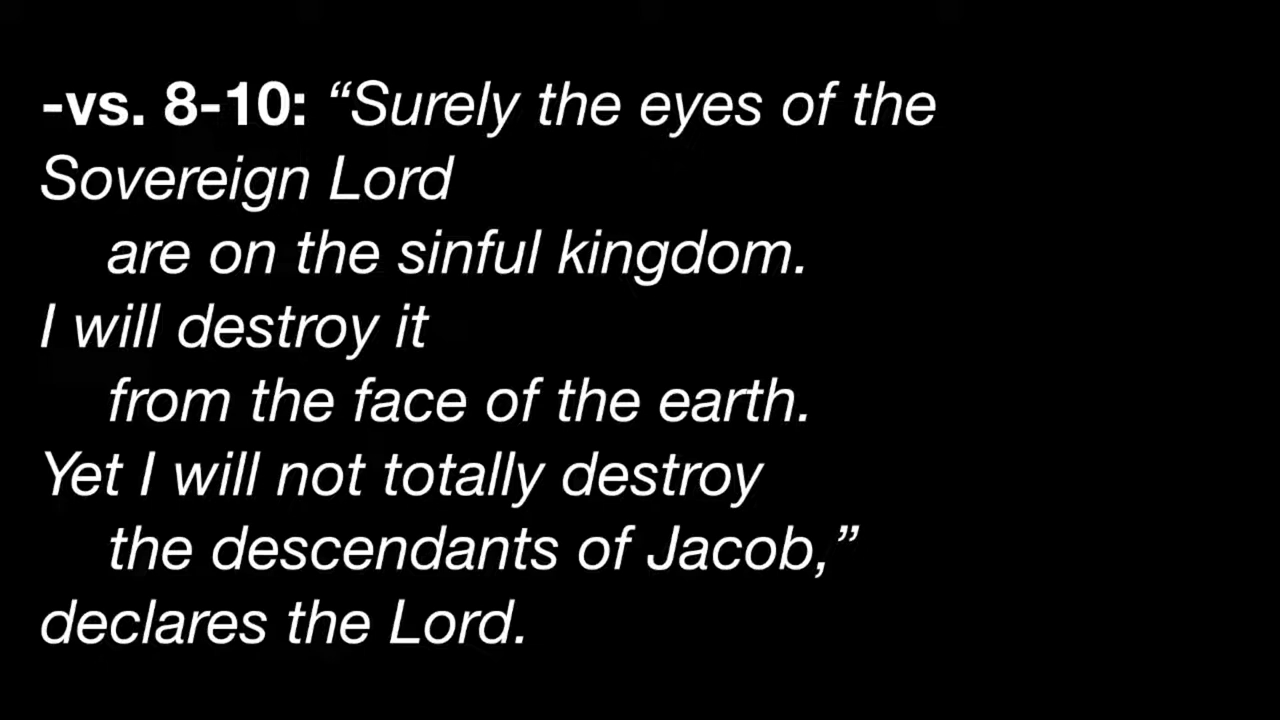 -vs. 8-10: “Surely the eyes of the
Sovereign Lord
are on the sinful kingdom.
I will destroy it
from the face of the earth.
Yet I will not totally destroy
the descendants of Jacob,”
declares the Lord.